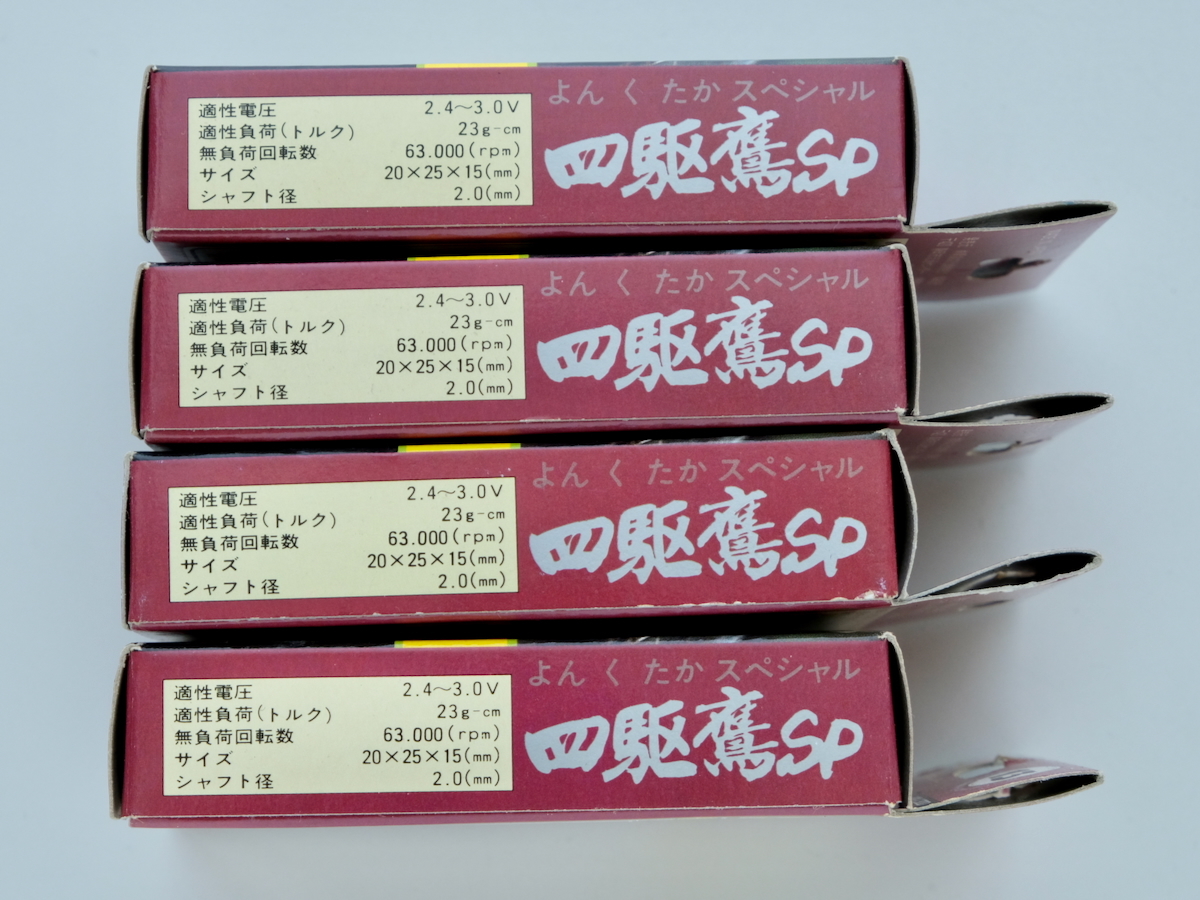 よんくたかスペシャル
四駆鷹SP
適性電圧 2.4〜3.0V
適性負荷(トルク) 23g-cm
無負荷回転数 63.000(rpm)
サイズ 20×25×15(mm)
シャフト径 2.0(mm)
よんくたかスペシャル
四駆鷹SP
適性電圧 2.4〜3.0V
適性負荷(トルク) 23g-cm
無負荷回転数 63.000(rpm)
サイズ 20×25×15(mm)
シャフト径 2.0(mm)
よんくたかスペシャル
四駆鷹SP
適性電圧 2.4〜3.0V
適性負荷(トルク) 23g-cm
無負荷回転数 63.000(rpm)
サイズ 20×25×15(mm)
シャフト径 2.0(mm)
よんくたかスペシャル
四駆鷹SP
適性電圧 2.4〜3.0V
適性負荷(トルク) 23g-cm
無負荷回転数 63.000(rpm)
サイズ 20×25×15(mm)
シャフト径 2.0(mm)